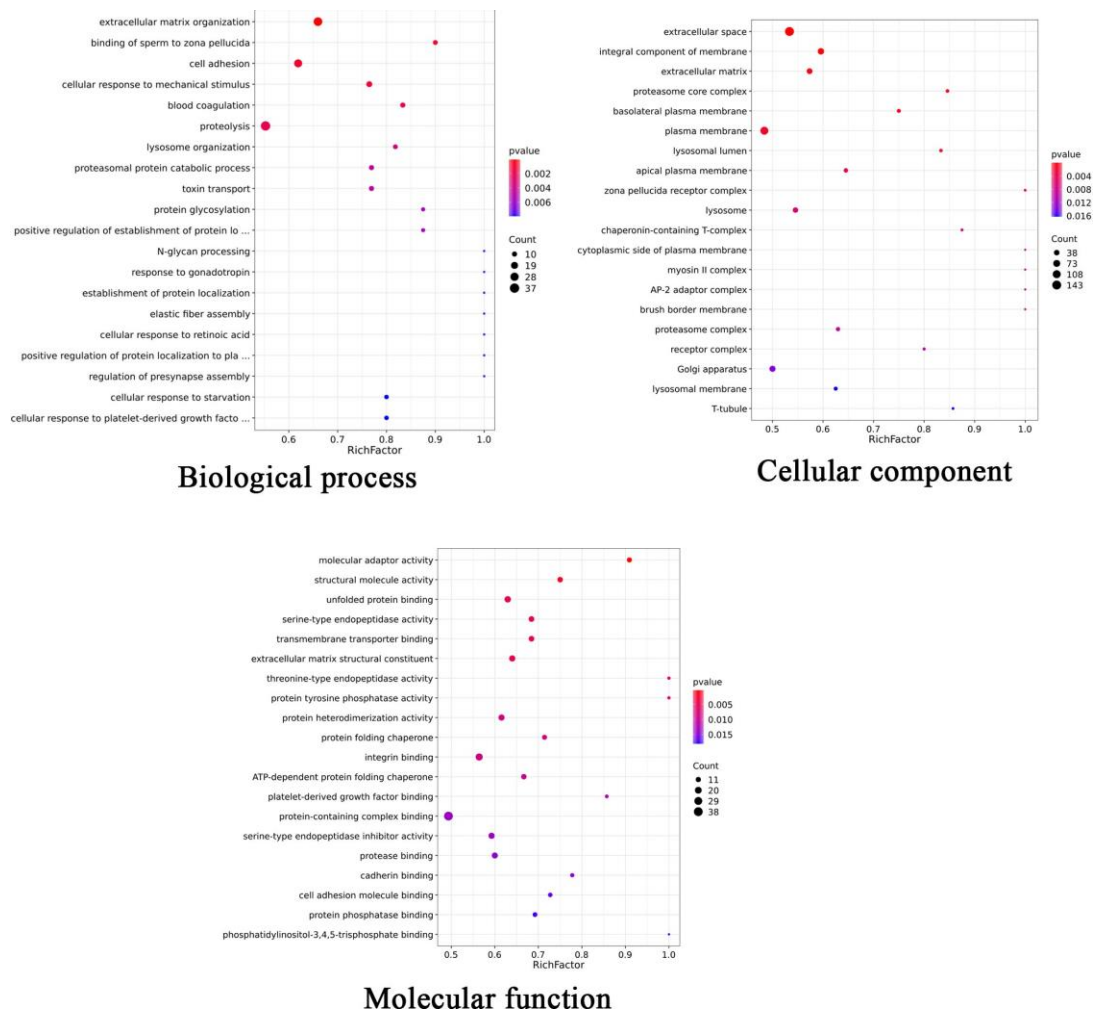 extracellular matrix organization
binding of sperm to zona pellucida
cell adhesion
cellular response to mechanical stimulus
blood coagulation
proteolysis
lysosome organization
proteasomal protein catabolic process
toxin transport
protein glycosylation
positive regulation of establishment of protein lo ...
N-glycan processing
response to gonadotropin
establishment of protein localization
elastic fiber assembly
cellular response to retinoic acid
positive regulation of protein localization to pla ...
regulation of presynapse assembly
cellular response to starvation
cellular response to platelet-derived growth facto ...
0.6 0.7 0.8 0.9 1.0
RichFactor
pvalue
0.002
0.004
0.006
Count
10
19
28
37
Biological process
extracellular space
integral component of membrane
extracellular matrix
proteasome core complex
basolateral plasma membrane
plasma membrane
lysosomal lumen
apical plasma membrane
zona pellucida receptor complex
lysosome
chaperonin-containing T-complex
cytoplasmic side of plasma membrane
myosin II complex
AP-2 adaptor complex
brush border membrane
proteasome complex
receptor complex
Golgi apparatus
lysosomal membrane
T-tubule
0.5 0.6 0.7 0.8 0.9 1.0
RichFactor
pvalue
0.004
0.008
0.012
0.016
Count
38
73
108
143
Cellular component
molecular adaptor activity
structural molecule activity
unfolded protein binding
serine-type endopeptidase activity
transmembrane transporter binding
extracellular matrix structural constituent
threonine-type endopeptidase activity
protein tyrosine phosphatase activity
protein heterodimerization activity
protein folding chaperone
integrin binding
ATP-dependent protein folding chaperone
platelet-derived growth factor binding
protein-containing complex binding
serine-type endopeptidase inhibitor activity
protease binding
cadherin binding
cell adhesion molecule binding
protein phosphatase binding
phosphatidylinositol-3,4,5-trisphosphate binding
0.5 0.6 0.7 0.8 0.9 1.0
RichFactor
pvalue
0.005
0.010
0.015
Count
11
20
29
38
Molecular function